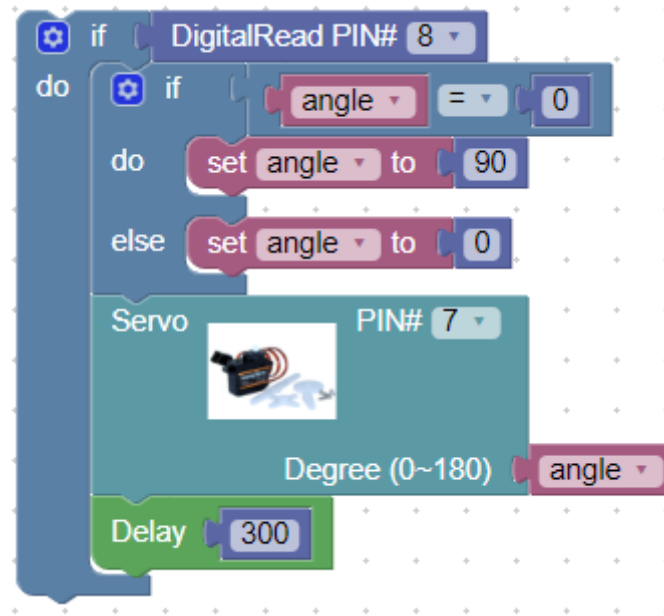 if DigitalRead PIN# 8
do if angle = 0
do set angle to 90
else set angle to 0
Servo PIN# 7
Degree (0~180) angle
Delay 300